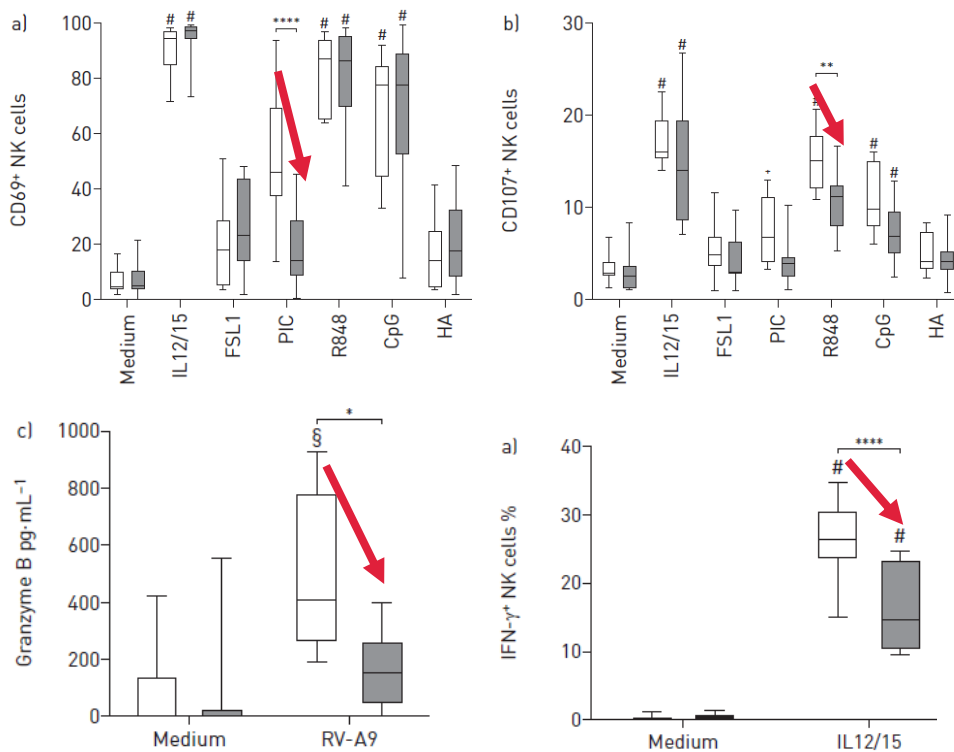 a)
CD69+ NK cells
100
80
60
40
20
0
# #
****
# #
# #
Medium
IL12/15
FSL1
PIC
R848
CpG
HA
b)
CD107+ NK cells
30
20
10
0
# #
+
**
#
# #
Medium
IL12/15
FSL1
PIC
R848
CpG
HA
c)
Granzyme B pg·mL⁻¹
1000
800
600
400
200
0
*
§
Medium
RV-A9
a)
IFN-γ+ NK cells %
40
30
20
10
0
****
#
#
Medium
IL12/15